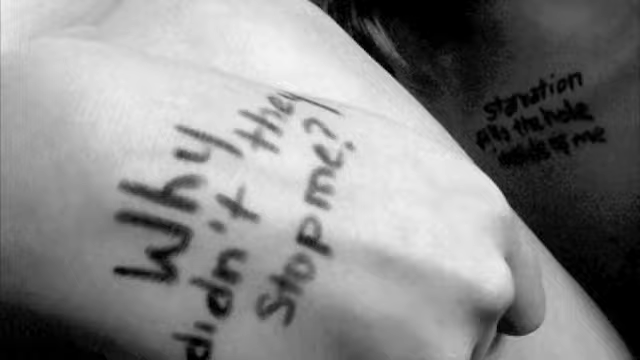 Why
didn't they
stop me?
starvation
fills the hole
inside of me